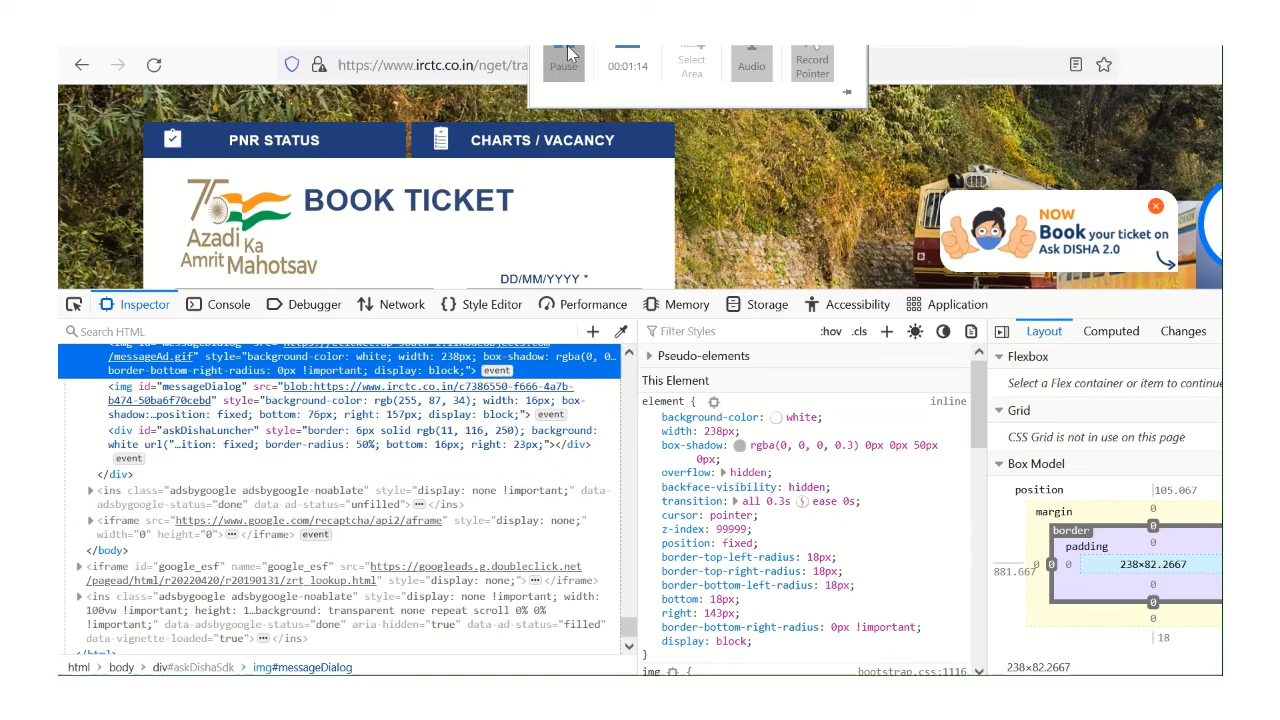 https://www.irctc.co.in/nget/tra
Pause
00:01:14
Select
Area
Audio
Record
Pointer
PNR STATUS
CHARTS / VACANCY
75
Azadi Ka
Amrit Mahotsav
BOOK TICKET
DD/MM/YYYY *
NOW
Book your ticket on
Ask DISHA 2.0
Inspector
Console
Debugger
Network
Style Editor
Performance
Memory
Storage
Accessibility
Application
Search HTML
/messageAd.gif" style="background-color: white; width: 238px; box-shadow: rgba(0, 0…
border-bottom-right-radius: 0px !important; display: block;"> event
<img id="messageDialog" src="blob:https://www.irctc.co.in/c7386550-f666-4a7b-
b474-50ba6f70cebd" style="background-color: rgb(255, 87, 34); width: 16px; box-
shadow:…position: fixed; bottom: 76px; right: 157px; display: block;"> event
<div id="askDishaLuncher" style="border: 6px solid rgb(11, 116, 250); background:
white url("…ition: fixed; border-radius: 50%; bottom: 16px; right: 23px;"></div>
event
</div>
<ins class="adsbygoogle adsbygoogle-noablate" style="display: none !important;" data-
adsbygoogle-status="done" data-ad-status="unfilled"> … </ins>
<iframe src="https://www.google.com/recaptcha/api2/aframe" style="display: none;"
width="0" height="0"> … </iframe> event
</body>
<iframe id="google_esf" name="google_esf" src="https://googleads.g.doubleclick.net
/pagead/html/r20220420/r20190131/zrt_lookup.html" style="display: none;"> … </iframe>
<ins class="adsbygoogle adsbygoogle-noablate" style="display: none !important; width:
100vw !important; height: 1…background: transparent none repeat scroll 0% 0%
!important;" data-adsbygoogle-status="done" aria-hidden="true" data-ad-status="filled"
data-vignette-loaded="true"> … </ins>
</html>
html
body
div#askDishaSdk
img#messageDialog
Filter Styles
:hov
.cls
Pseudo-elements
This Element
element {
inline
background-color: white;
width: 238px;
box-shadow: rgba(0, 0, 0, 0.3) 0px 0px 50px
0px;
overflow: hidden;
backface-visibility: hidden;
transition: all 0.3s ease 0s;
cursor: pointer;
z-index: 99999;
position: fixed;
border-top-left-radius: 18px;
border-top-right-radius: 18px;
border-bottom-left-radius: 18px;
bottom: 18px;
right: 143px;
border-bottom-right-radius: 0px !important;
display: block;
}
img {
bootstrap.css:1116
Layout
Computed
Changes
Flexbox
Select a Flex container or item to continue
Grid
CSS Grid is not in use on this page
Box Model
position
105.067
margin
0
border
0
padding
0
881.667
0
0
0
238×82.2667
0
0
0
18
238×82.2667